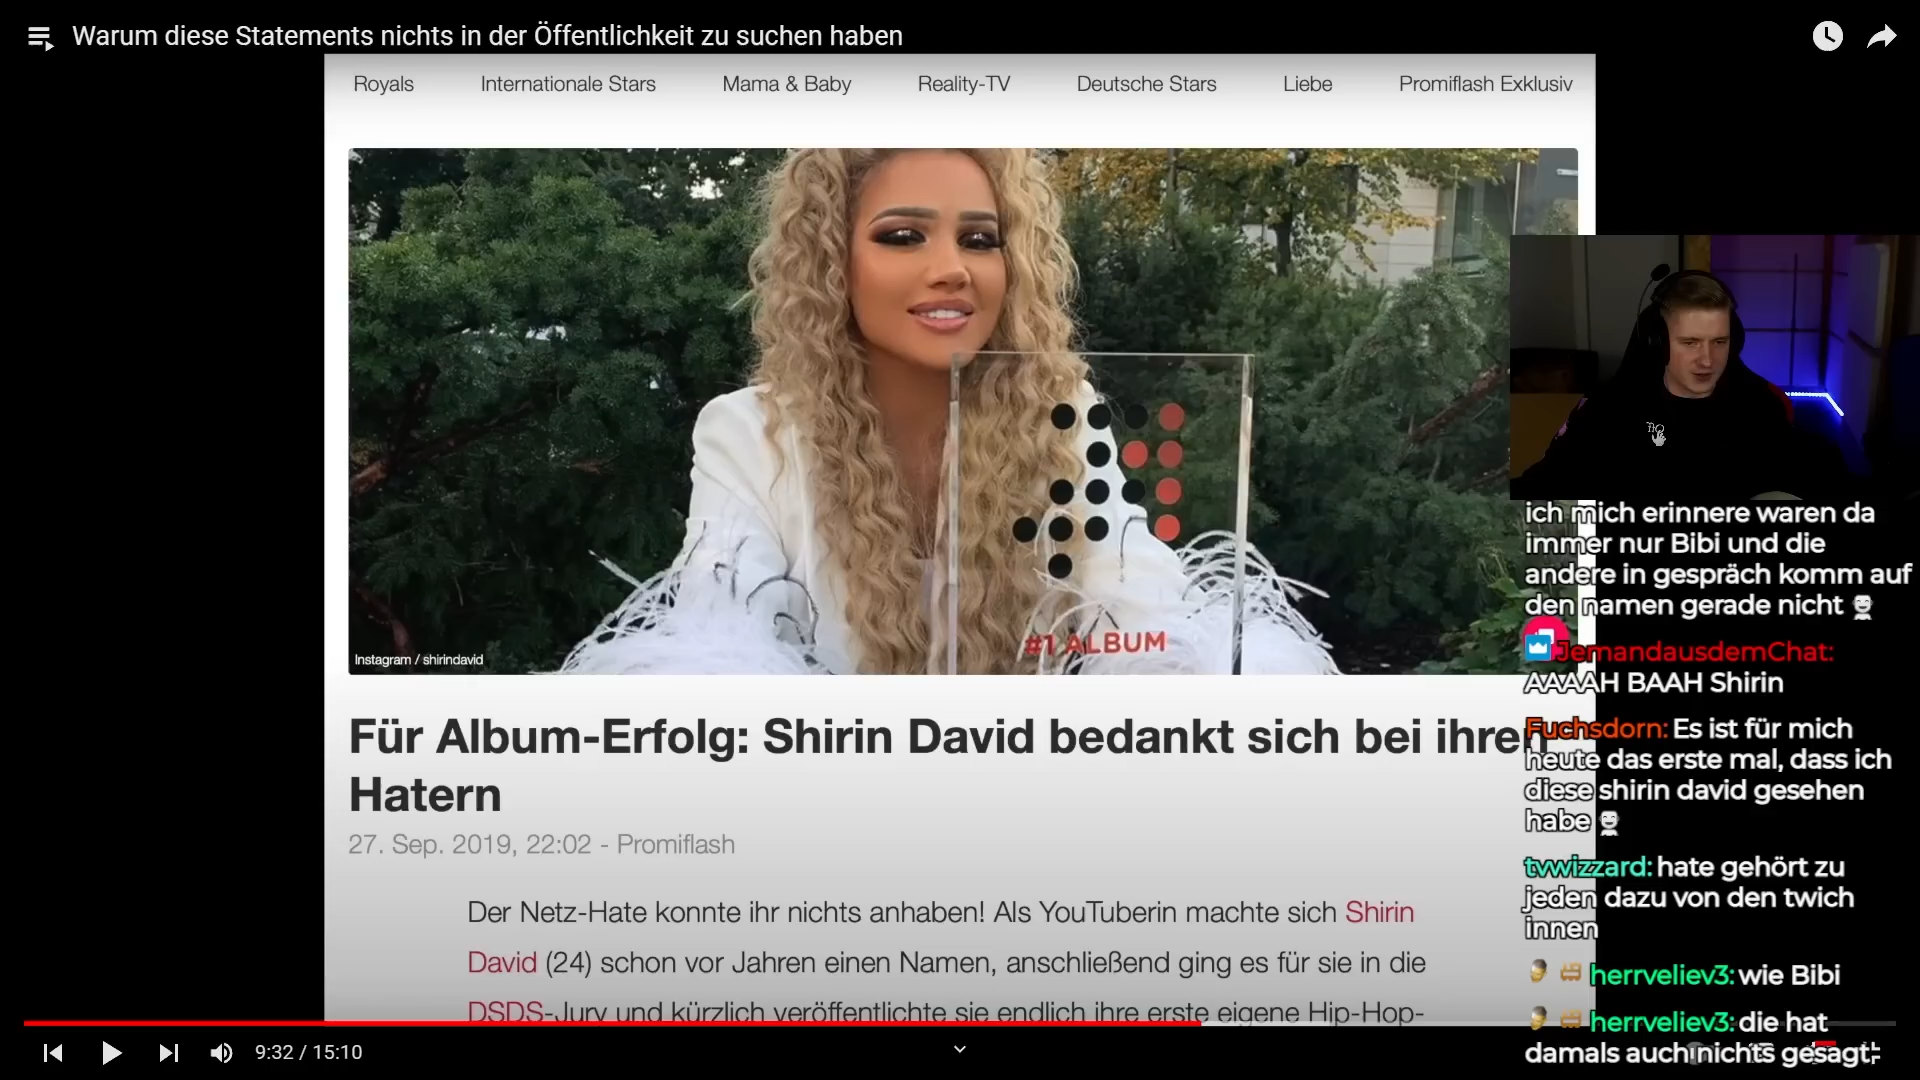 Warum diese Statements nichts in der Öffentlichkeit zu suchen haben
Royals Internationale Stars Mama & Baby Reality-TV Deutsche Stars Liebe Promiflash Exklusiv
#1 ALBUM
Instagram / shirindavid
Für Album-Erfolg: Shirin David bedankt sich bei ihren
Hatern
27. Sep. 2019, 22:02 - Promiflash
Der Netz-Hate konnte ihr nichts anhaben! Als YouTuberin machte sich Shirin
David (24) schon vor Jahren einen Namen, anschließend ging es für sie in die
DSDS-Jury und kürzlich veröffentlichte sie endlich ihre erste eigene Hip-Hop-
9:32 / 15:10
ich mich erinnere waren da
immer nur Bibi und die
andere in gespräch komm auf
den namen gerade nicht
JemandausdemChat:
AAAAH BAAH Shirin
Fuchsdorn: Es ist für mich
heute das erste mal, dass ich
diese shirin david gesehen
habe
tvwizzard: hate gehört zu
jeden dazu von den twich
innen
herrveliev3: wie Bibi
herrveliev3: die hat
damals auch nichts gesagt